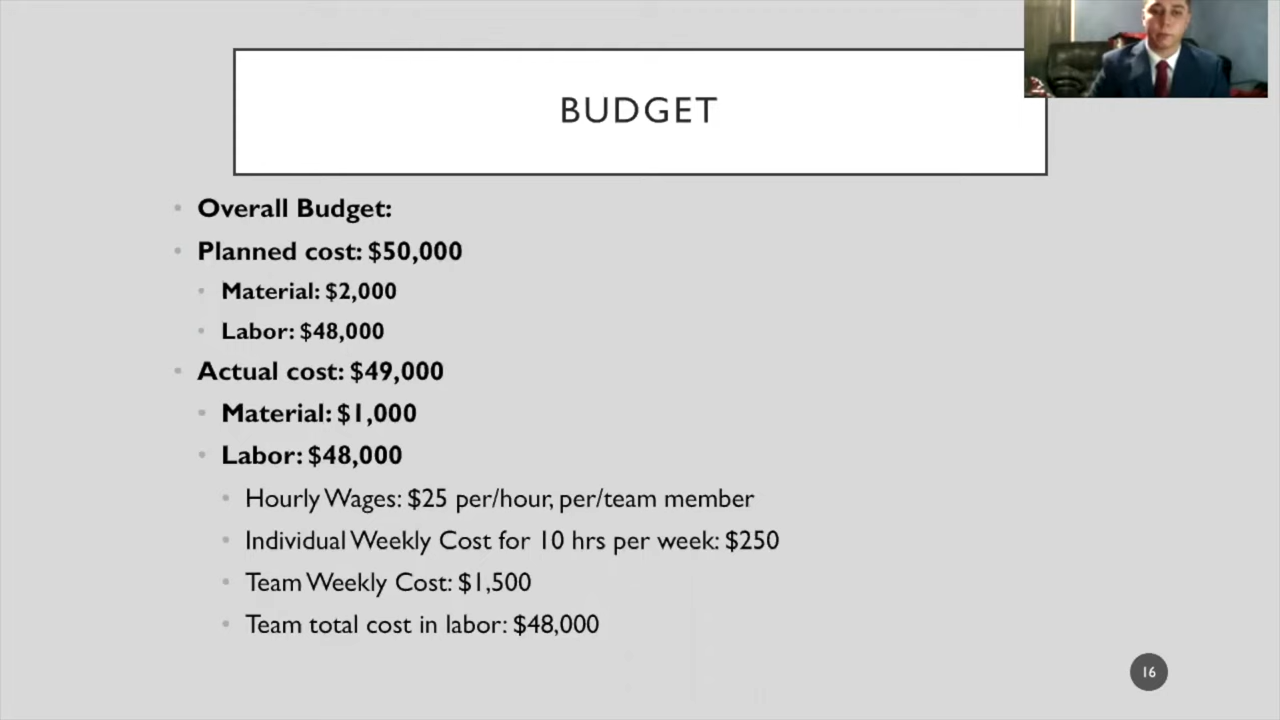 BUDGET
Overall Budget:
Planned cost: $50,000
Material: $2,000
Labor: $48,000
Actual cost: $49,000
Material: $1,000
Labor: $48,000
Hourly Wages: $25 per/hour, per/team member
Individual Weekly Cost for 10 hrs per week: $250
Team Weekly Cost: $1,500
Team total cost in labor: $48,000
16